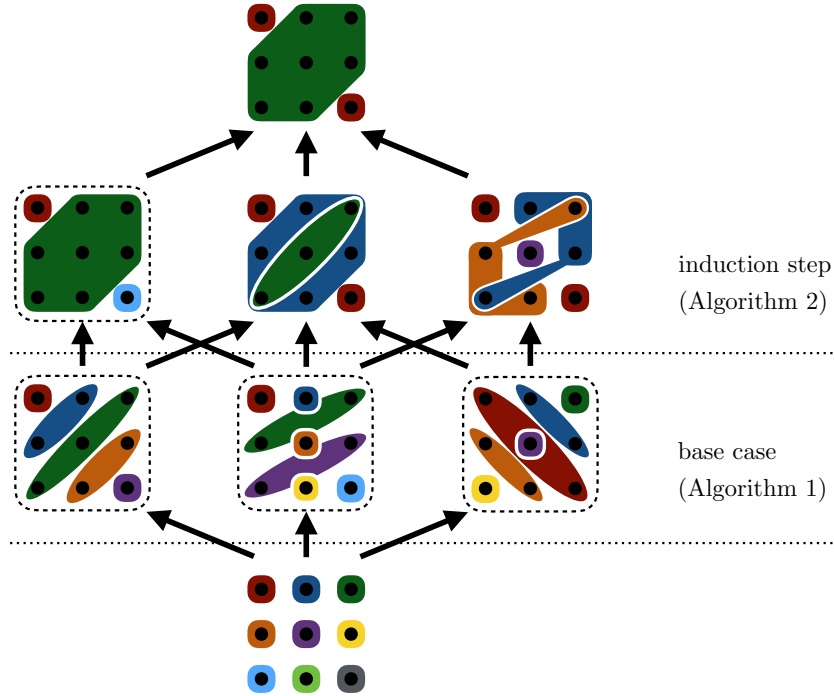 induction step
(Algorithm 2)
base case
(Algorithm 1)